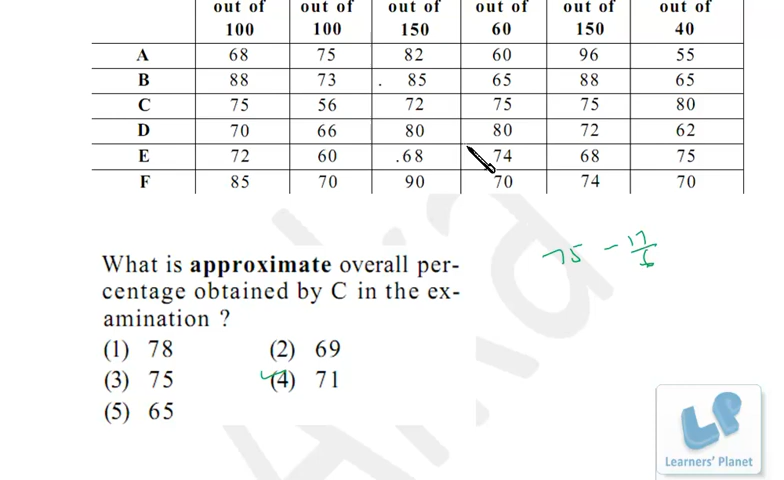 out of out of out of out of out of out of
100 100 150 60 150 40
A 68 75 82 60 96 55
B 88 73 85 65 88 65
C 75 56 72 75 75 80
D 70 66 80 80 72 62
E 72 60 68 74 68 75
F 85 70 90 70 74 70
75 - 17/6
What is approximate overall per-
centage obtained by C in the ex-
amination ?
(1) 78 (2) 69
(3) 75 (4) 71
(5) 65
LP
Learners' Planet